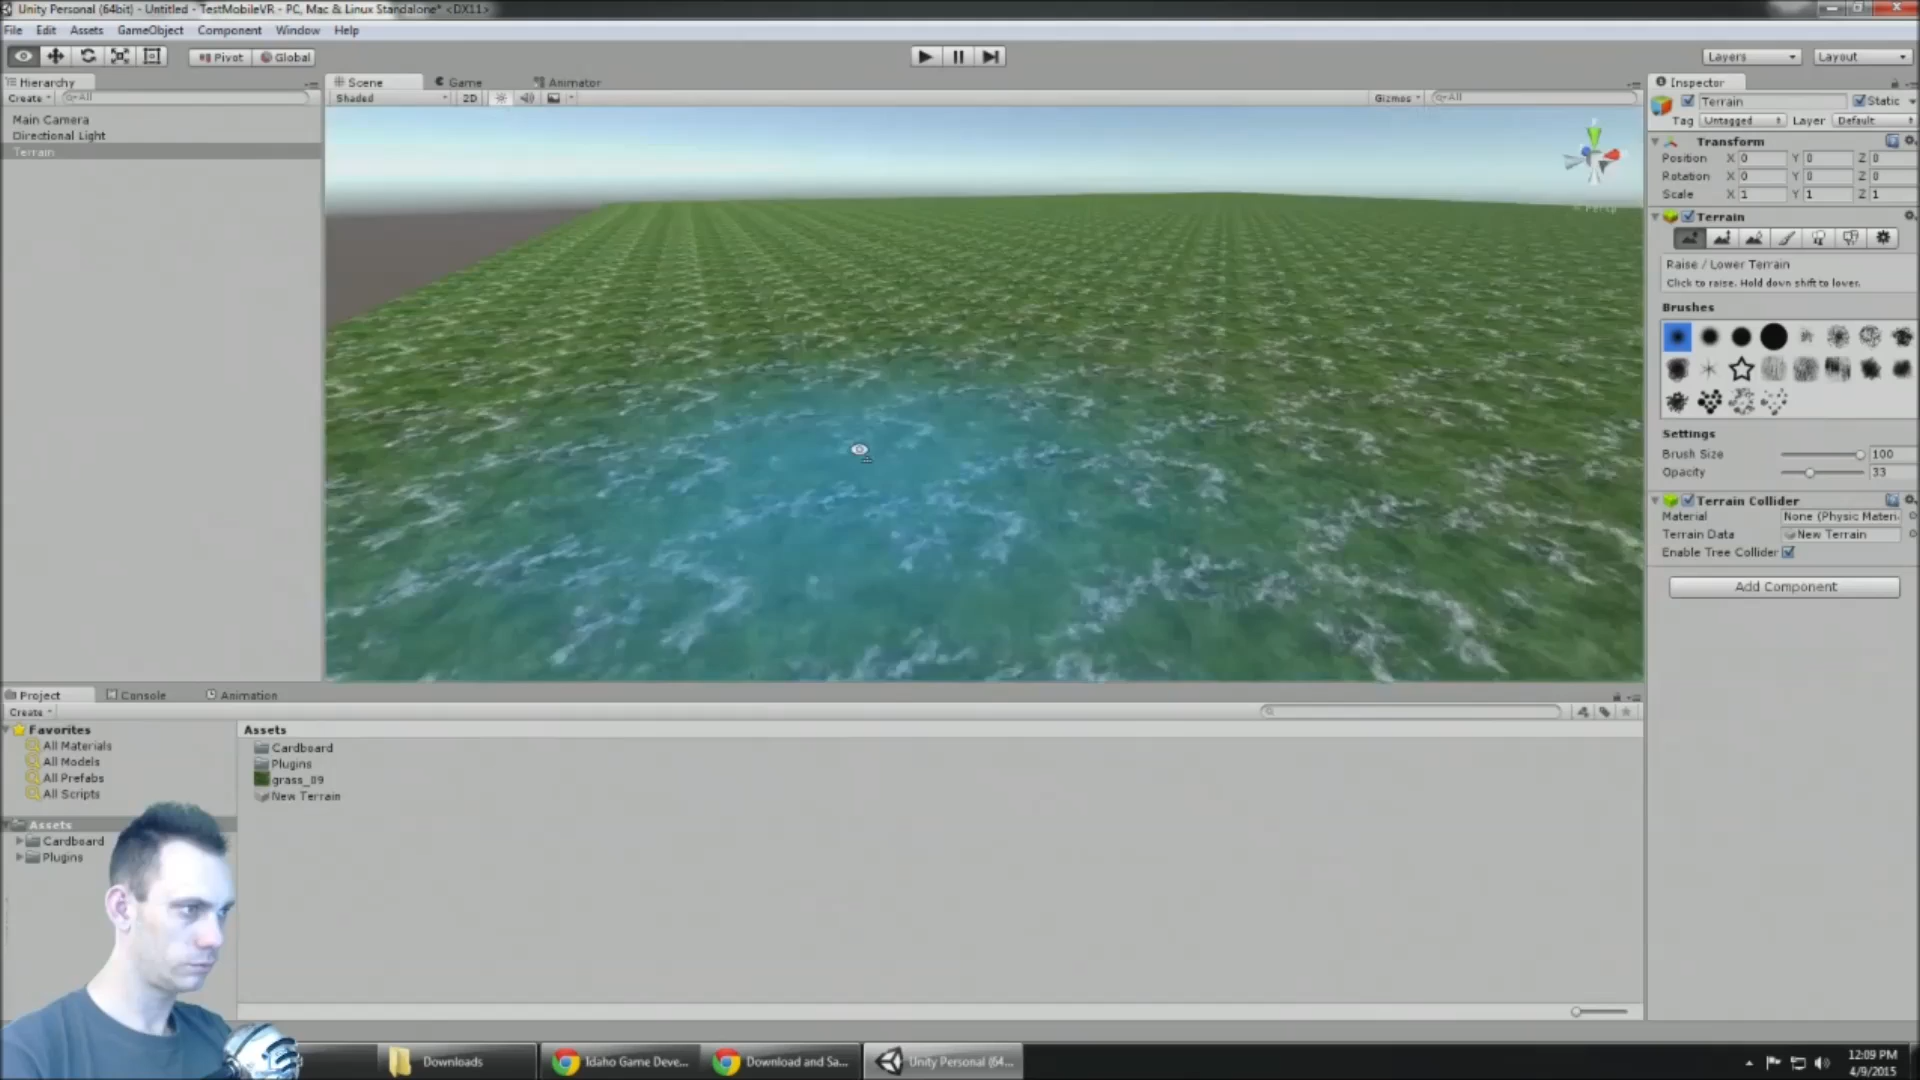 Unity Personal (64bit) - Untitled - TestMobileVR - PC, Mac & Linux Standalone* <DX11>
File Edit Assets GameObject Component Window Help
Pivot Global Layers Layout
Hierarchy Scene Game Animator Inspector
Create All Shaded 2D Gizmos All
Terrain Static
Tag Untagged Layer Default
Main Camera
Directional Light
Terrain
Transform
Position X 0 Y 0 Z 0
Rotation X 0 Y 0 Z 0
Scale X 1 Y 1 Z 1
Persp
Terrain
Raise / Lower Terrain
Click to raise. Hold down shift to lower.
Brushes
Settings
Brush Size 100
Opacity 33
Terrain Collider
Material None (Physic Materi
Terrain Data New Terrain
Enable Tree Collider
Add Component
Project Console Animation
Create
Favorites
All Materials
All Models
All Prefabs
All Scripts
Assets
Cardboard
Plugins
Assets
Cardboard
Plugins
grass_09
New Terrain
Downloads
Idaho Game Deve...
Download and Sa...
Unity Personal (64...
12:09 PM
4/9/2015